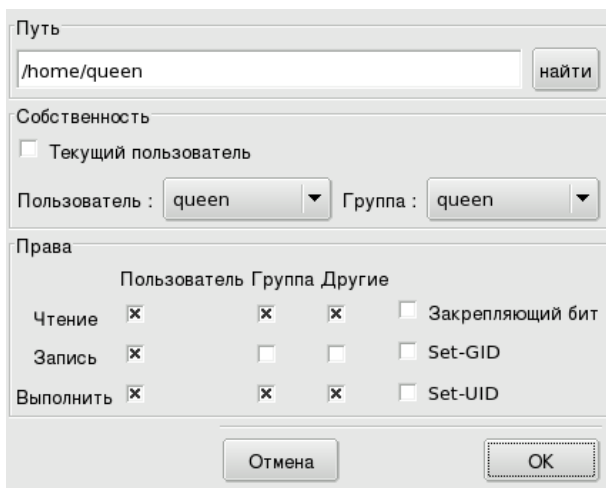 Путь
/home/queen найти
Собственность
Текущий пользователь
Пользователь : queen Группа : queen
Права
Пользователь Группа Другие
Чтение Закрепляющий бит
Запись Set-GID
Выполнить Set-UID
Отмена OK